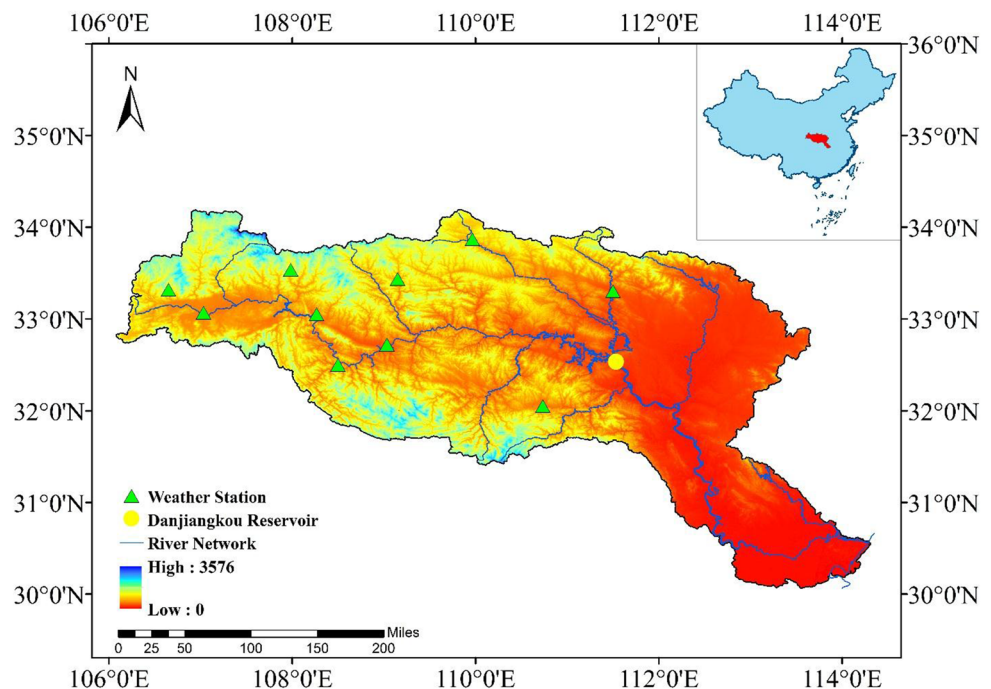 106°0'E 108°0'E 110°0'E 112°0'E 114°0'E
36°0'N
N
35°0'N 35°0'N
34°0'N 34°0'N
33°0'N 33°0'N
32°0'N 32°0'N
31°0'N 31°0'N
Weather Station
Danjiangkou Reservoir
River Network
High : 3576
Low : 0
30°0'N 30°0'N
Miles
0 25 50 100 150 200
106°0'E 108°0'E 110°0'E 112°0'E 114°0'E